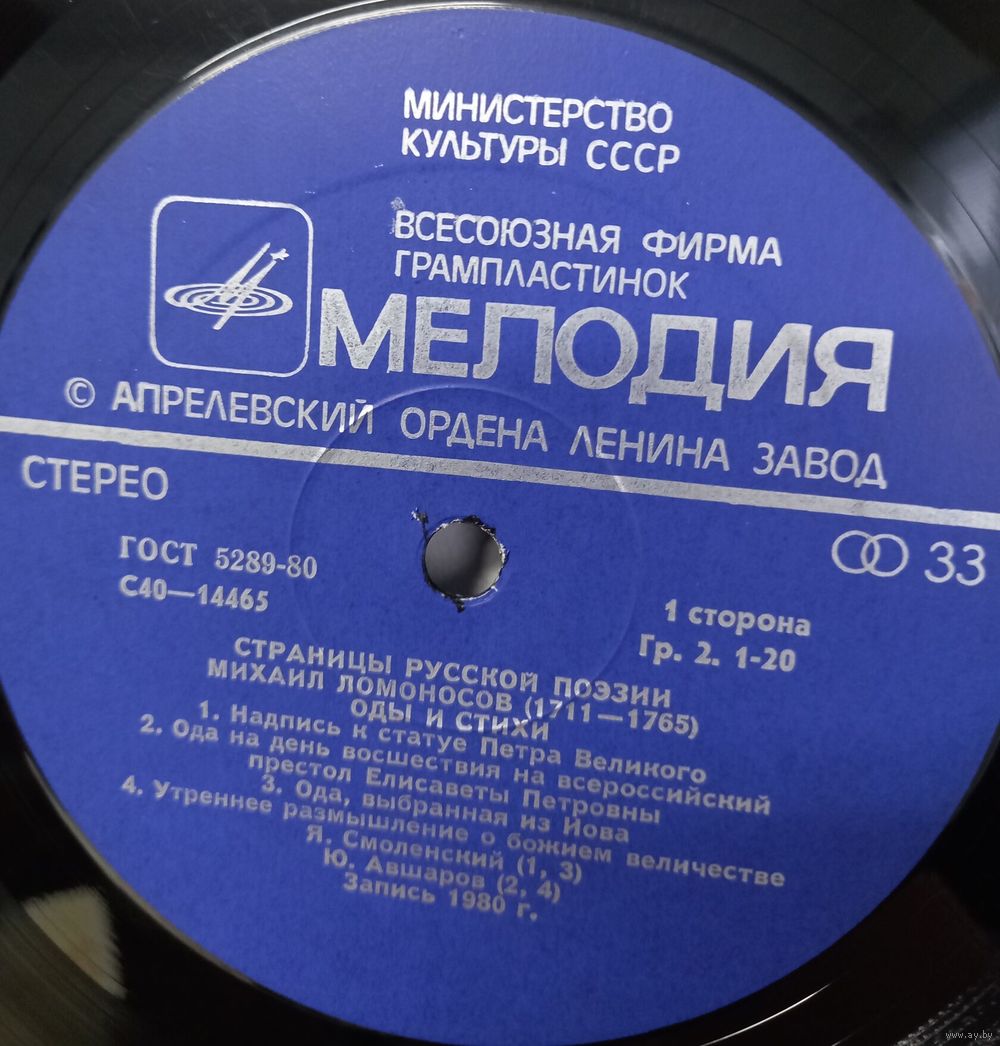 МИНИСТЕРСТВО
КУЛЬТУРЫ СССР
ВСЕСОЮЗНАЯ ФИРМА
ГРАМПЛАСТИНОК
МЕЛОДИЯ
© АПРЕЛЕВСКИЙ ОРДЕНА ЛЕНИНА ЗАВОД
СТЕРЕО
33
ГОСТ 5289-80
С40—14465
1 сторона
Гр. 2. 1-20
СТРАНИЦЫ РУССКОЙ ПОЭЗИИ
МИХАИЛ ЛОМОНОСОВ (1711—1765)
ОДЫ И СТИХИ
1. Надпись к статуе Петра Великого
2. Ода на день восшествия на всероссийский
престол Елисаветы Петровны
3. Ода, выбранная из Иова
4. Утреннее размышление о божием величестве
Я. Смоленский (1, 3)
Ю. Авшаров (2, 4)
Запись 1980 г.
www.ay.by